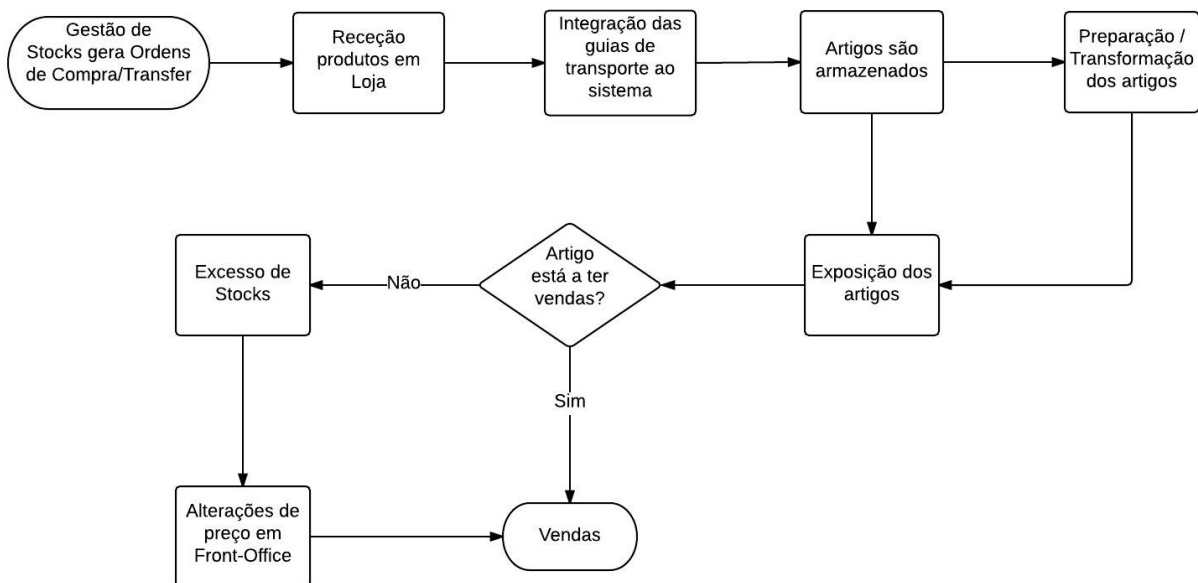 Gestão de
Stocks gera Ordens
de Compra/Transfer
Receção
produtos em
Loja
Integração das
guias de
transporte ao
sistema
Artigos são
armazenados
Preparação /
Transformação
dos artigos
Excesso de
Stocks
Não
Artigo
está a ter
vendas?
Exposição dos
artigos
Sim
Alterações de
preço em
Front-Office
Vendas